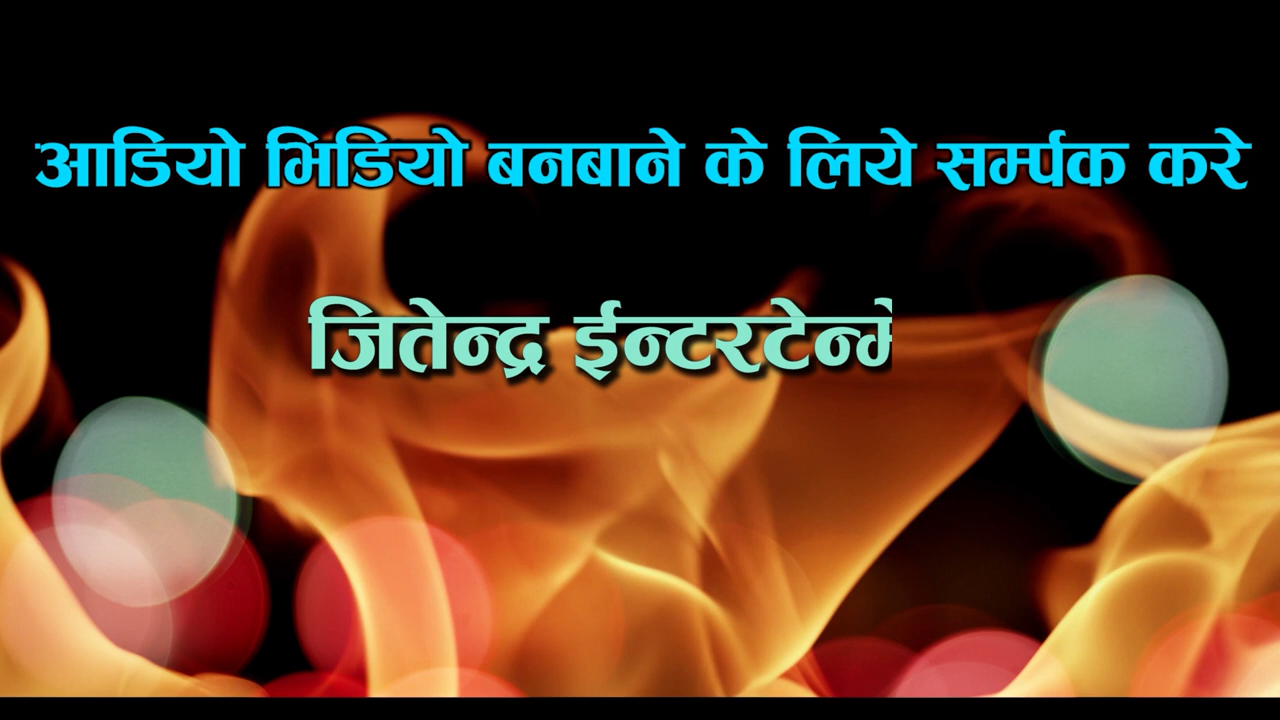 आडियो भिडियो बनबाने के लिये सर्म्पक करे
जितेन्द्र ईन्टरटेन्मे